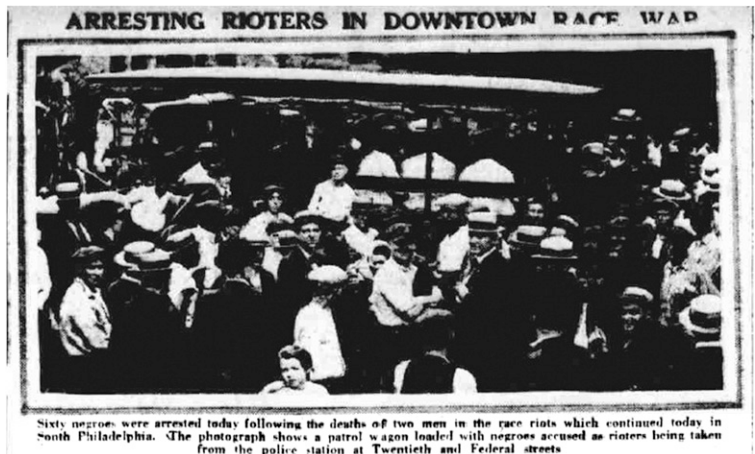 ARRESTING RIOTERS IN DOWNTOWN RACE WAR
Sixty negroes were arrested today following the deaths of two men in the race riots which continued today in
South Philadelphia. The photograph shows a patrol wagon loaded with negroes accused as rioters being taken
from the police station at Twentieth and Federal streets